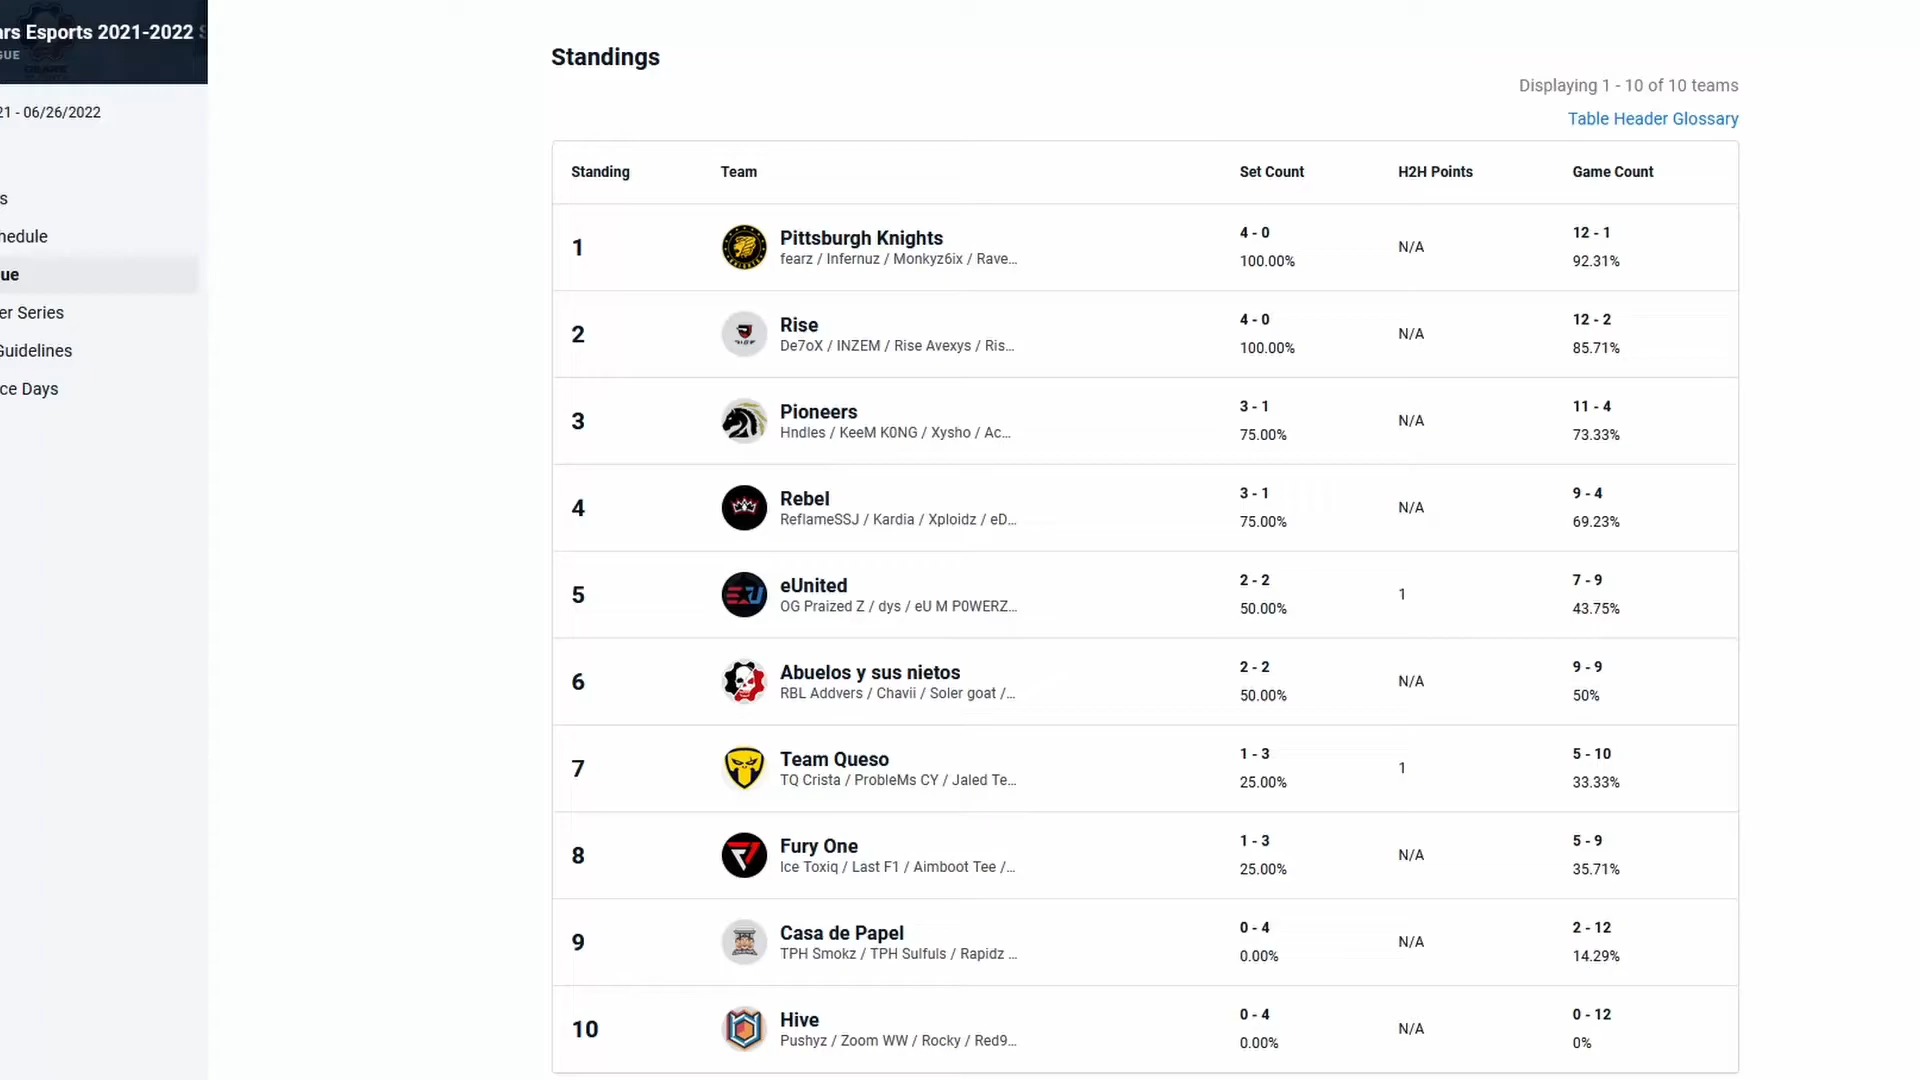 ars Esports 2021-2022 S
GUE
21 - 06/26/2022
s
hedule
ue
er Series
Guidelines
ce Days
Standings
Displaying 1 - 10 of 10 teams
Table Header Glossary
Standing Team Set Count H2H Points Game Count
1 Pittsburgh Knights 4 - 0 N/A 12 - 1
fearz / Infernuz / Monkyz6ix / Rave... 100.00% 92.31%
2 Rise 4 - 0 N/A 12 - 2
De7oX / INZEM / Rise Avexys / Ris... 100.00% 85.71%
3 Pioneers 3 - 1 N/A 11 - 4
Hndles / KeeM K0NG / Xysho / Ac... 75.00% 73.33%
4 Rebel 3 - 1 N/A 9 - 4
ReflameSSJ / Kardia / Xploidz / eD... 75.00% 69.23%
5 eUnited 2 - 2 1 7 - 9
OG Praized Z / dys / eU M P0WERZ... 50.00% 43.75%
6 Abuelos y sus nietos 2 - 2 N/A 9 - 9
RBL Addvers / Chavii / Soler goat /... 50.00% 50%
7 Team Queso 1 - 3 1 5 - 10
TQ Crista / ProbleMs CY / Jaled Te... 25.00% 33.33%
8 Fury One 1 - 3 N/A 5 - 9
Ice Toxiq / Last F1 / Aimboot Tee /... 25.00% 35.71%
9 Casa de Papel 0 - 4 N/A 2 - 12
TPH Smokz / TPH Sulfuls / Rapidz ... 0.00% 14.29%
10 Hive 0 - 4 N/A 0 - 12
Pushyz / Zoom WW / Rocky / Red9... 0.00% 0%